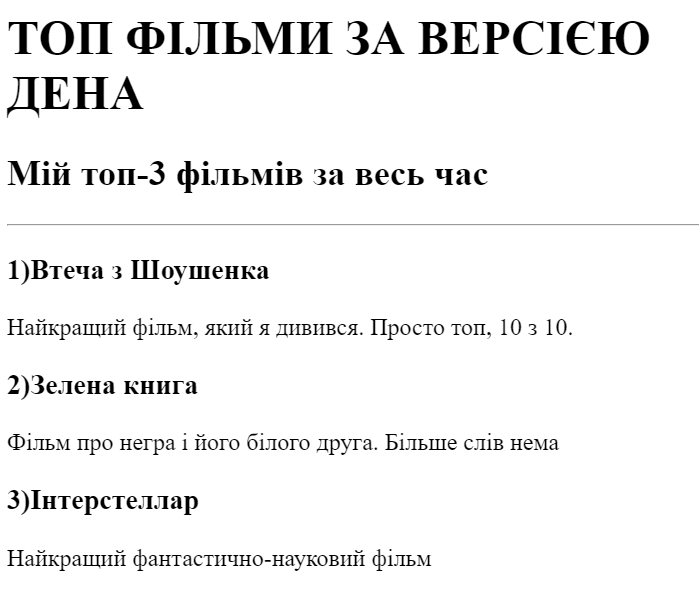 ТОП ФІЛЬМИ ЗА ВЕРСІЄЮ
ДЕНА
Мій топ-3 фільмів за весь час
1)Втеча з Шоушенка
Найкращий фільм, який я дивився. Просто топ, 10 з 10.
2)Зелена книга
Фільм про негра і його білого друга. Більше слів нема
3)Інтерстеллар
Найкращий фантастично-науковий фільм